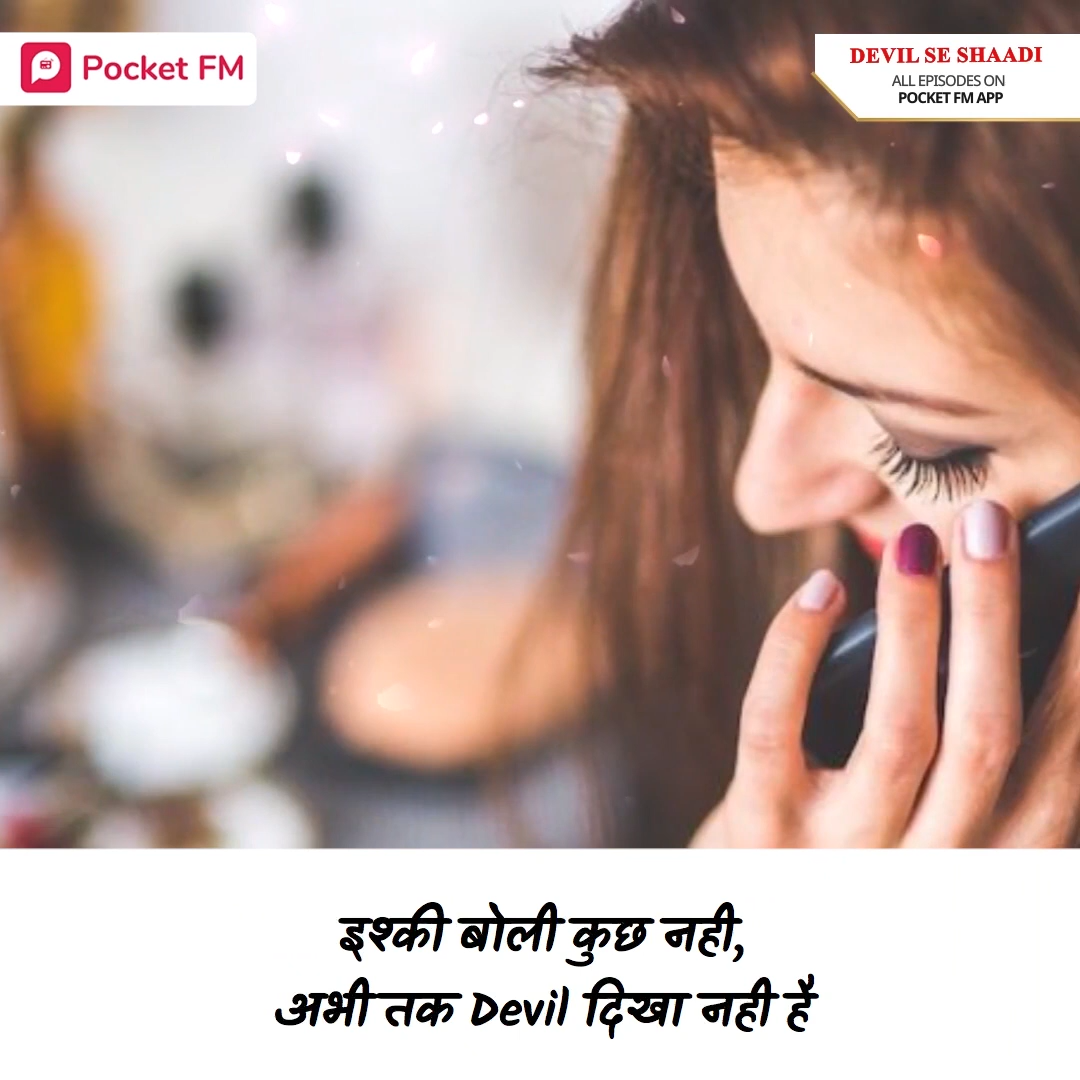 Pocket FM
DEVIL SE SHAADI
ALL EPISODES ON
POCKET FM APP
इश्की बोली कुछ नही,
अभी तक Devil दिखा नही है